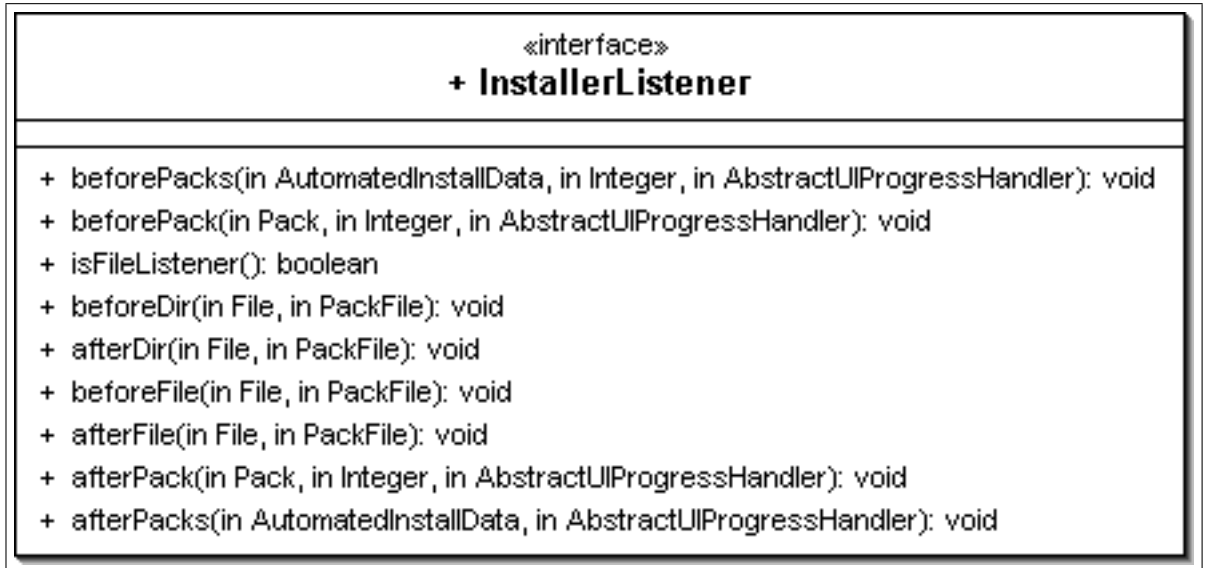 «interface»
+ InstallerListener
+ beforePacks(in AutomatedInstallData, in Integer, in AbstractUIProgressHandler): void
+ beforePack(in Pack, in Integer, in AbstractUIProgressHandler): void
+ isFileListener(): boolean
+ beforeDir(in File, in PackFile): void
+ afterDir(in File, in PackFile): void
+ beforeFile(in File, in PackFile): void
+ afterFile(in File, in PackFile): void
+ afterPack(in Pack, in Integer, in AbstractUIProgressHandler): void
+ afterPacks(in AutomatedInstallData, in AbstractUIProgressHandler): void